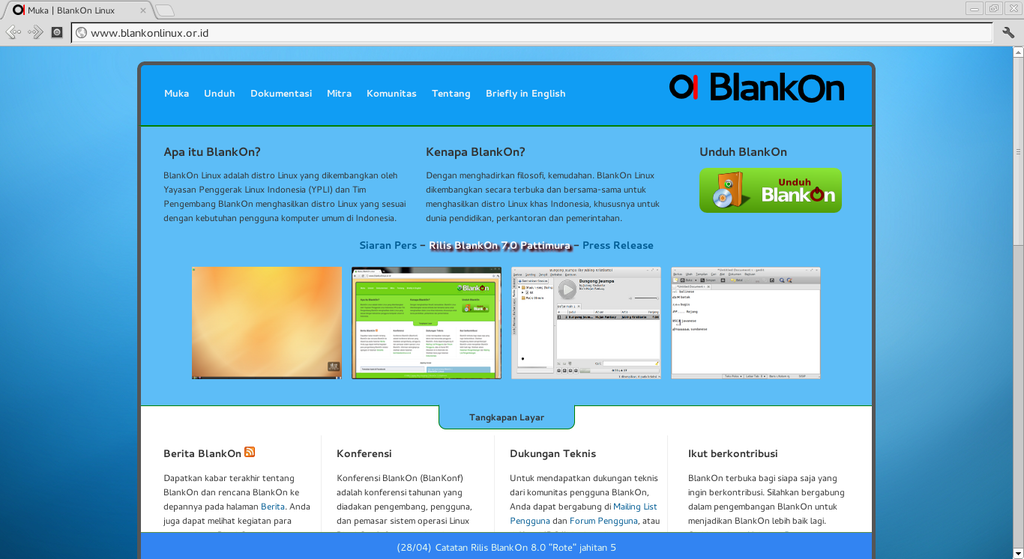 Muka | BlankOn Linux
www.blankonlinux.or.id
Muka Unduh Dokumentasi Mitra Komunitas Tentang Briefly in English
BlankOn
Apa itu BlankOn?
BlankOn Linux adalah distro Linux yang dikembangkan oleh
Yayasan Penggerak Linux Indonesia (YPLI) dan Tim
Pengembang BlankOn menghasilkan distro Linux yang sesuai
dengan kebutuhan pengguna komputer umum di Indonesia.
Kenapa BlankOn?
Dengan menghadirkan filosofi, kemudahan. BlankOn Linux
dikembangkan secara terbuka dan bersama-sama untuk
menghasilkan distro Linux khas Indonesia, khususnya untuk
dunia pendidikan, perkantoran dan pemerintahan.
Unduh BlankOn
Unduh
BlankOn
Siaran Pers – Rilis BlankOn 7.0 Pattimura – Press Release
Tangkapan Layar
Berita BlankOn
Dapatkan kabar terakhir tentang
BlankOn dan rencana BlankOn ke
depannya pada halaman Berita. Anda
juga dapat melihat kegiatan para
Konferensi
Konferensi BlankOn (BlanKonf)
adalah konferensi tahunan yang
diadakan pengembang, pengguna,
dan pemasar sistem operasi Linux
Dukungan Teknis
Untuk mendapatkan dukungan teknis
dari komunitas pengguna BlankOn,
Anda dapat bergabung di Mailing List
Pengguna dan Forum Pengguna, atau
Ikut berkontribusi
BlankOn terbuka bagi siapa saja yang
ingin berkontribusi. Silahkan bergabung
dalam pengembangan BlankOn untuk
menjadikan BlankOn lebih baik lagi.
(28/04) Catatan Rilis BlankOn 8.0 "Rote" jahitan 5